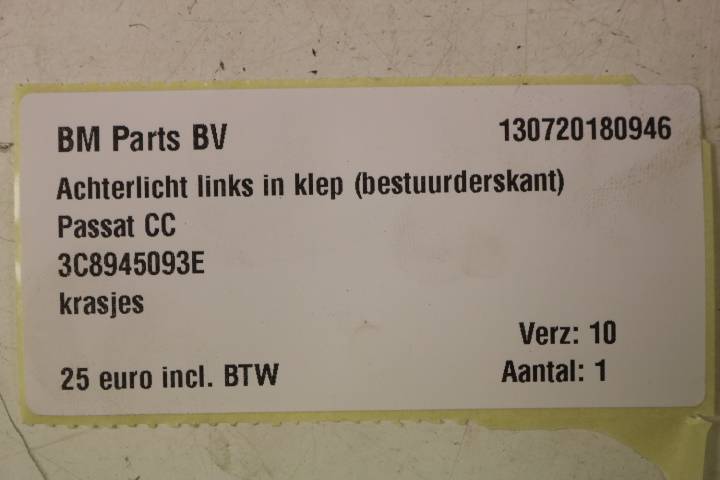 BM Parts BV 130720180946
Achterlicht links in klep (bestuurderskant)
Passat CC
3C8945093E
krasjes
Verz: 10
25 euro incl. BTW Aantal: 1